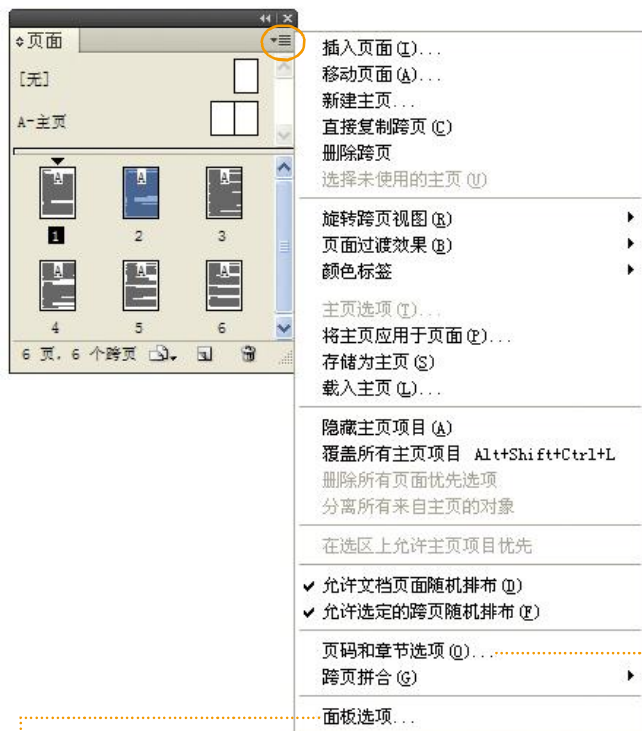 页面
[无]
A-主页
A
A
A
1
2
3
A
A
A
4
5
6
6 页, 6 个跨页
插入页面(I)...
移动页面(A)...
新建主页...
直接复制跨页(C)
删除跨页
选择未使用的主页(U)
旋转跨页视图(R)
页面过渡效果(B)
颜色标签
主页选项(T)...
将主页应用于页面(P)...
存储为主页(S)
载入主页(L)...
隐藏主页项目(A)
覆盖所有主页项目 Alt+Shift+Ctrl+L
删除所有页面优先选项
分离所有来自主页的对象
在选区上允许主页项目优先
允许文档页面随机排布(D)
允许选定的跨页随机排布(F)
页码和章节选项(O)...
跨页拼合(G)
面板选项...